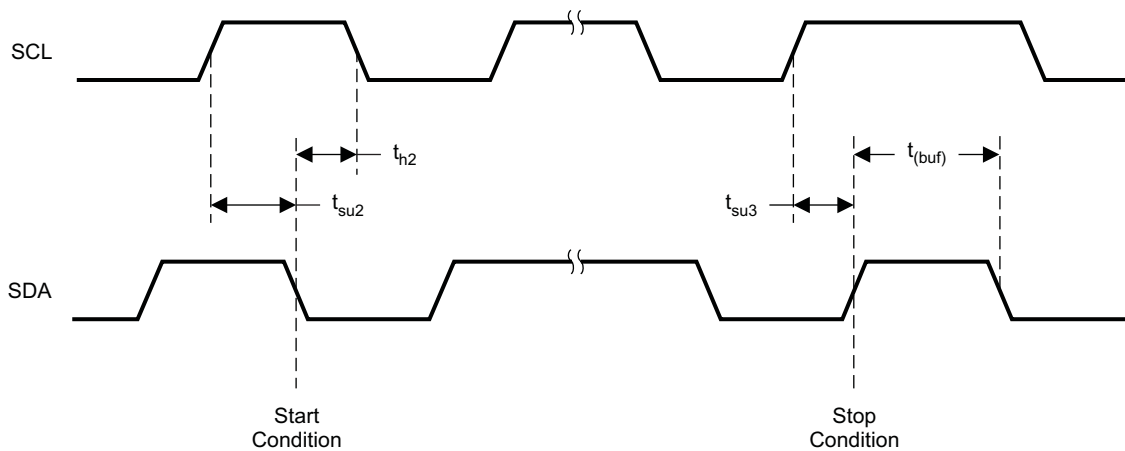 SCL
t(buf)
th2
tsu2
tsu3
SDA
Start
Condition
Stop
Condition